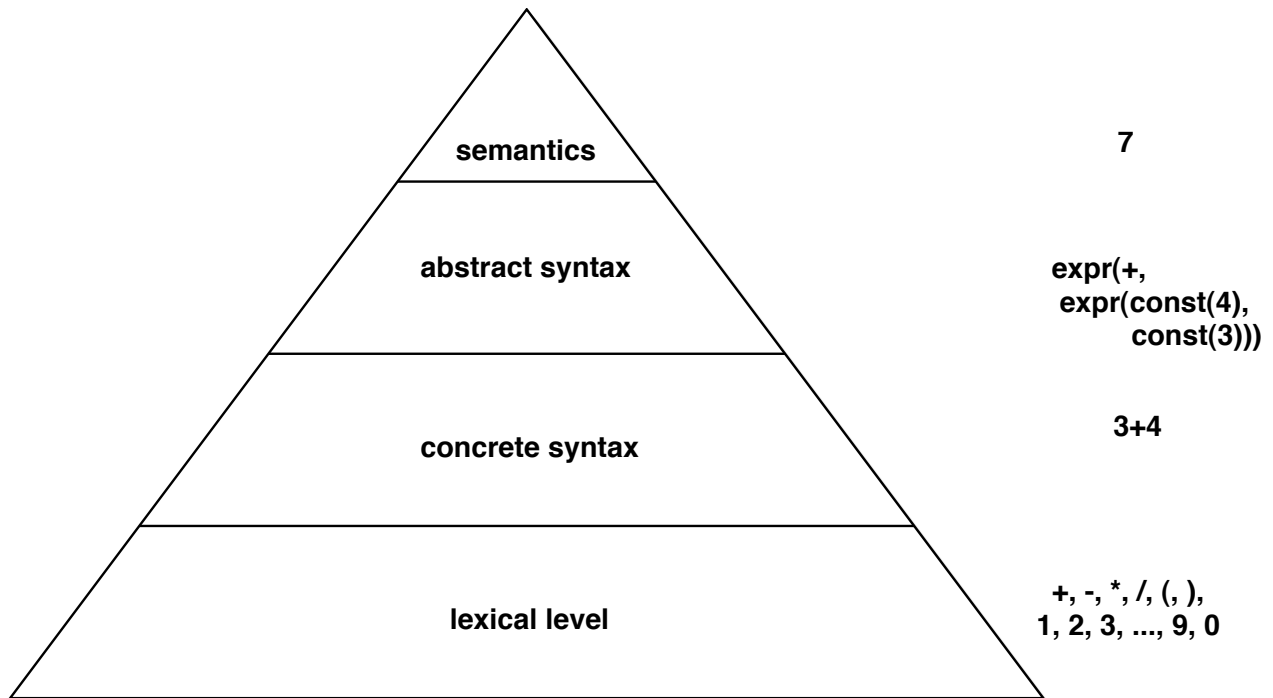 semantics
7
abstract syntax
expr(+,
expr(const(4),
const(3)))
concrete syntax
3+4
lexical level
+, -, *, /, (, ),
1, 2, 3, ..., 9, 0